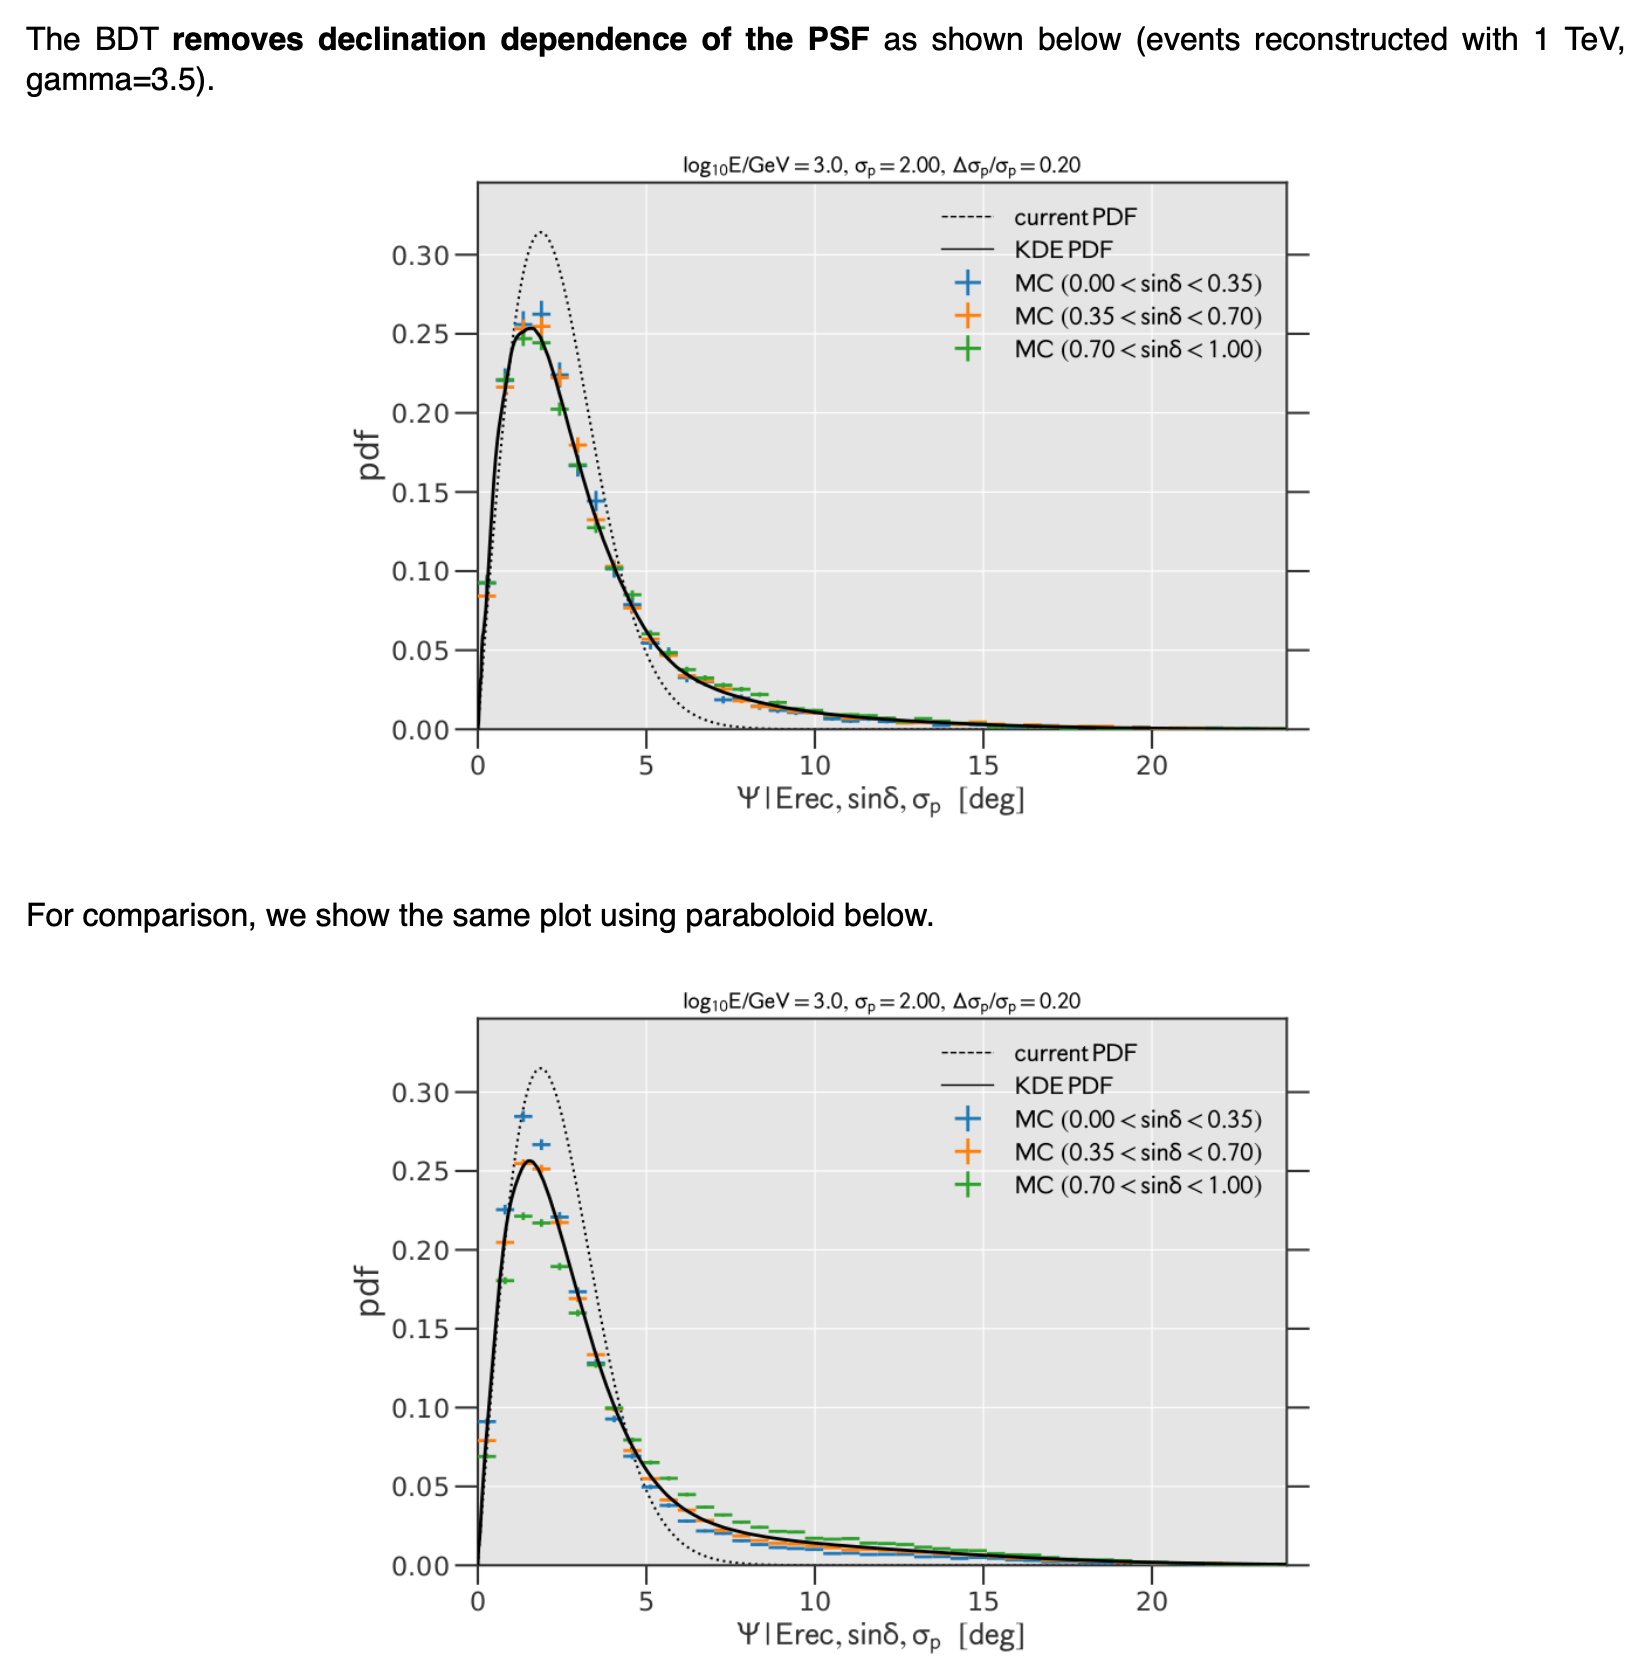 The BDT removes declination dependence of the PSF as shown below (events reconstructed with 1 TeV,
gamma=3.5).
log₁₀E/GeV = 3.0, σₚ = 2.00, Δσₚ/σₚ = 0.20
current PDF
KDE PDF
MC (0.00 < sinδ < 0.35)
MC (0.35 < sinδ < 0.70)
MC (0.70 < sinδ < 1.00)
0.30
0.25
0.20
0.15
0.10
0.05
0.00
pdf
0 5 10 15 20
Ψ | Erec, sinδ, σₚ [deg]
For comparison, we show the same plot using paraboloid below.
log₁₀E/GeV = 3.0, σₚ = 2.00, Δσₚ/σₚ = 0.20
current PDF
KDE PDF
MC (0.00 < sinδ < 0.35)
MC (0.35 < sinδ < 0.70)
MC (0.70 < sinδ < 1.00)
0.30
0.25
0.20
0.15
0.10
0.05
0.00
pdf
0 5 10 15 20
Ψ | Erec, sinδ, σₚ [deg]